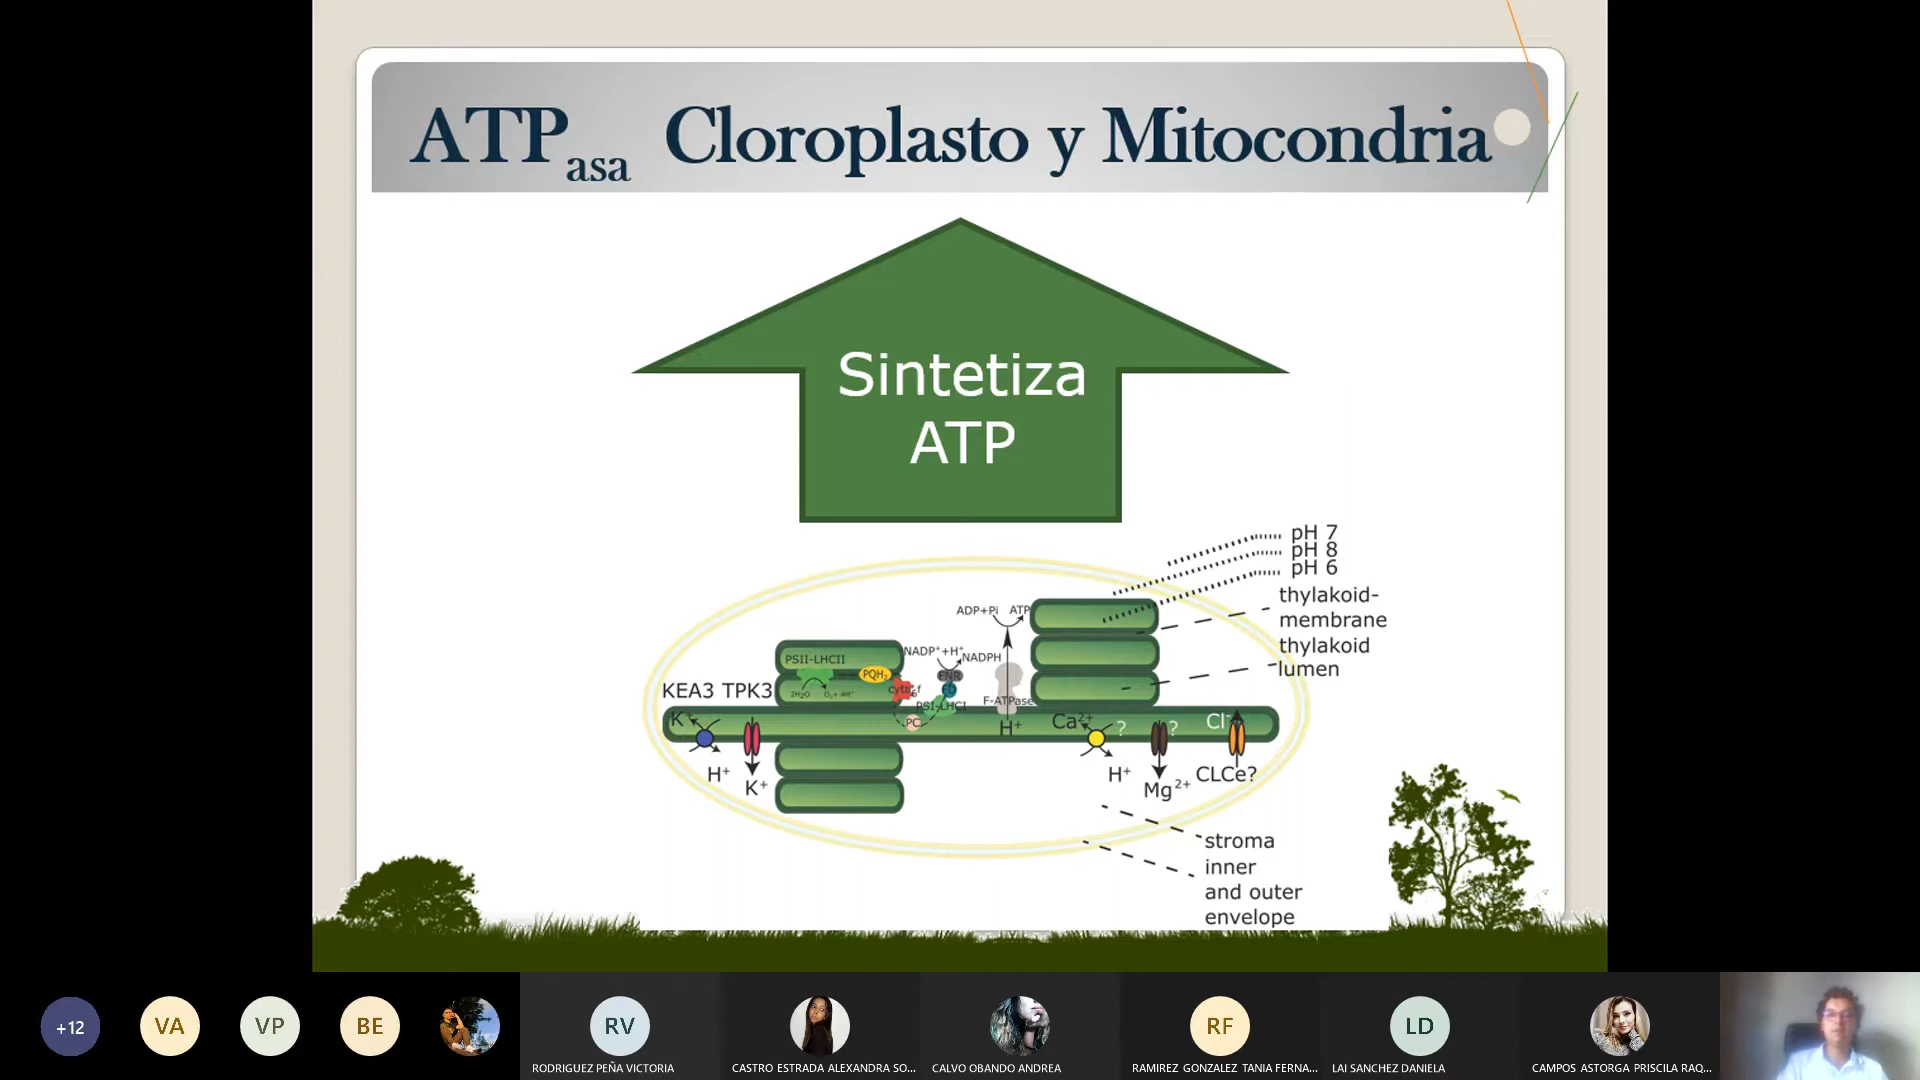 ATPasa Cloroplasto y Mitocondria
Sintetiza
ATP
pH 7
pH 8
pH 6
thylakoid-
membrane
thylakoid
lumen
ADP+Pi ATP
NADP⁺+H⁺
NADPH
PSII-LHCII
PQH₂
2H₂O O₂+ 4H⁺
cytb₆f
FNR
FD
PSI-LHCI
PC
F-ATPase
H⁺
KEA3 TPK3
K⁺
H⁺
K⁺
Ca²⁺
?
?
Cl⁻
H⁺
Mg²⁺
CLCe?
stroma
inner
and outer
envelope
+12
VA
VP
BE
RV
RF
LD
RODRIGUEZ PEÑA VICTORIA
CASTRO ESTRADA ALEXANDRA SO...
CALVO OBANDO ANDREA
RAMIREZ GONZALEZ TANIA FERNA...
LAI SANCHEZ DANIELA
CAMPOS ASTORGA PRISCILA RAQ...